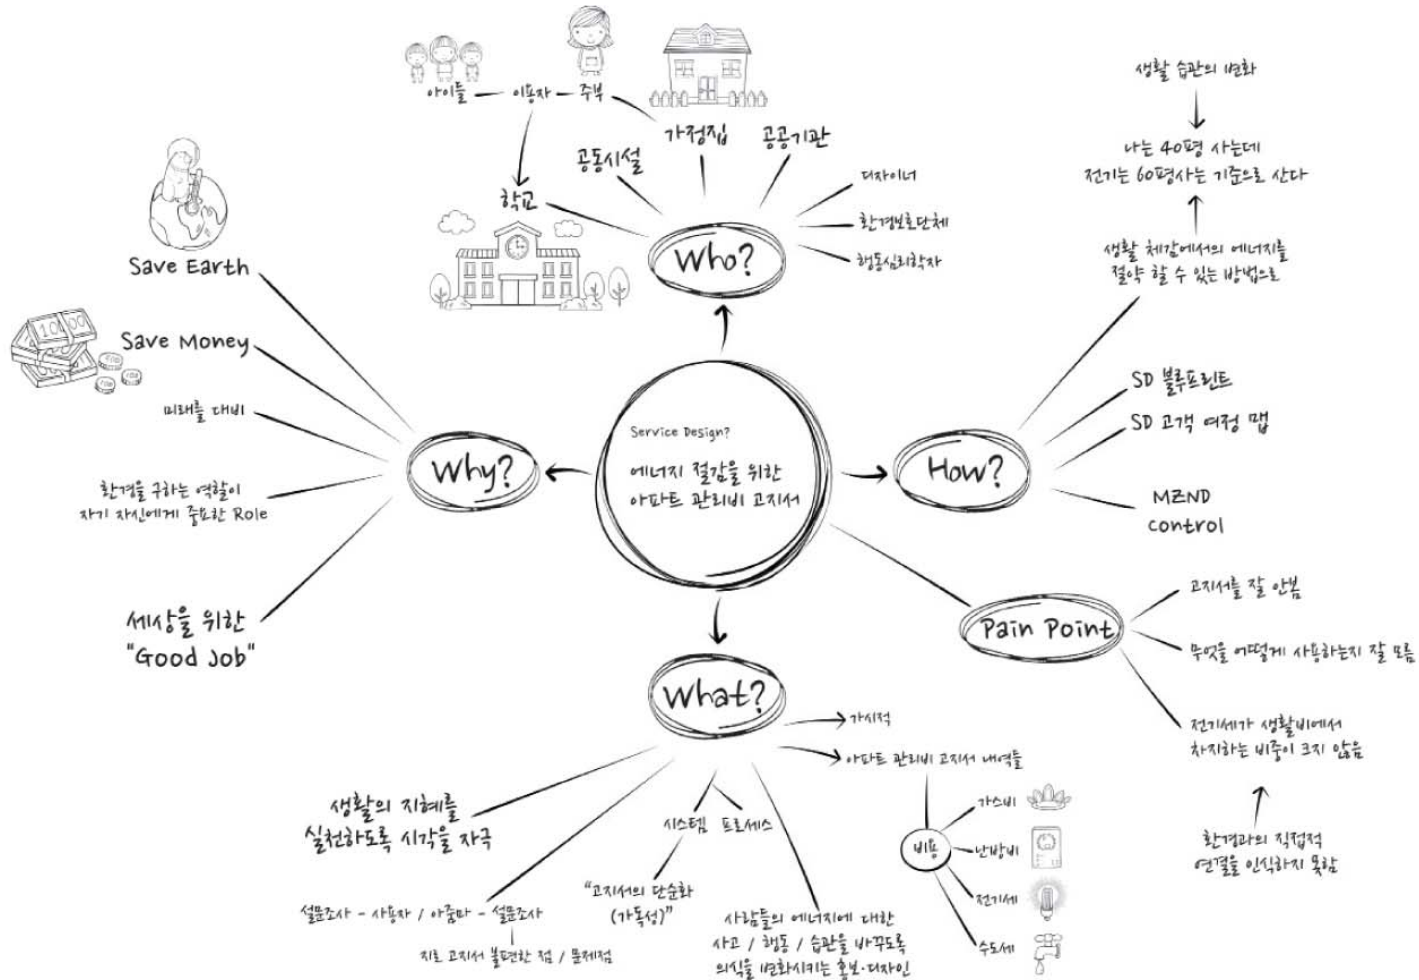 아이들
이용자
주부
가정집
공동시설
공공기관
학교
디자이너
환경보호단체
행동심리학자
Who?
생활 습관의 변화
나는 40평 사는데
전기는 60평사는 기준으로 산다
생활 체감에서의 에너지를
절약 할 수 있는 방법으로
Save Earth
Save Money
미래를 대비
환경을 구하는 역할이
자기 자신에게 중요한 Role
세상을 위한
"Good Job"
Why?
Service Design?
에너지 절감을 위한
아파트 관리비 고지서
How?
SD 블루프린트
SD 고객 여정 맵
MZND
control
Pain Point
고지서를 잘 안봄
무엇을 어떻게 사용하는지 잘 모름
전기세가 생활비에서
차지하는 비중이 크지 않음
환경과의 직접적
연결을 인식하지 못함
What?
가시적
아파트 관리비 고지서 내역들
비용
가스비
난방비
전기세
수도세
생활의 지혜를
실천하도록 시각을 자극
시스템 프로세스
"고지서의 단순화
(가독성)"
설문조사 - 사용자 / 아줌마 - 설문조사
지로 고지서 불편한 점 / 문제점
사람들의 에너지에 대한
사고 / 행동 / 습관을 바꾸도록
의식을 변화시키는 홍보·디자인